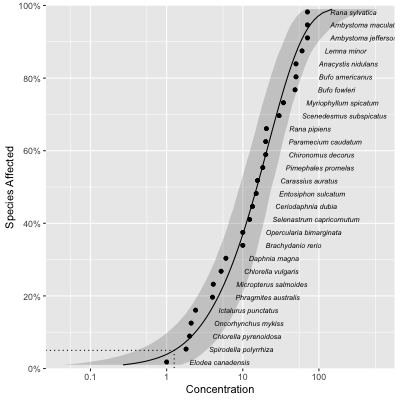 100%
80%
60%
40%
20%
0%
Species Affected
Rana sylvatica
Ambystoma maculat
Ambystoma jefferson
Lemna minor
Anacystis nidulans
Bufo americanus
Bufo fowleri
Myriophyllum spicatum
Scenedesmus subspicatus
Rana pipiens
Paramecium caudatum
Chironomus decorus
Pimephales promelas
Carassius auratus
Entosiphon sulcatum
Ceriodaphnia dubia
Selenastrum capricornutum
Opercularia bimarginata
Brachydanio rerio
Daphnia magna
Chlorella vulgaris
Micropterus salmoides
Phragmites australis
Ictalurus punctatus
Oncorhynchus mykiss
Chlorella pyrenoidosa
Spirodella polyrrhiza
Elodea canadensis
0.1 1 10 100
Concentration